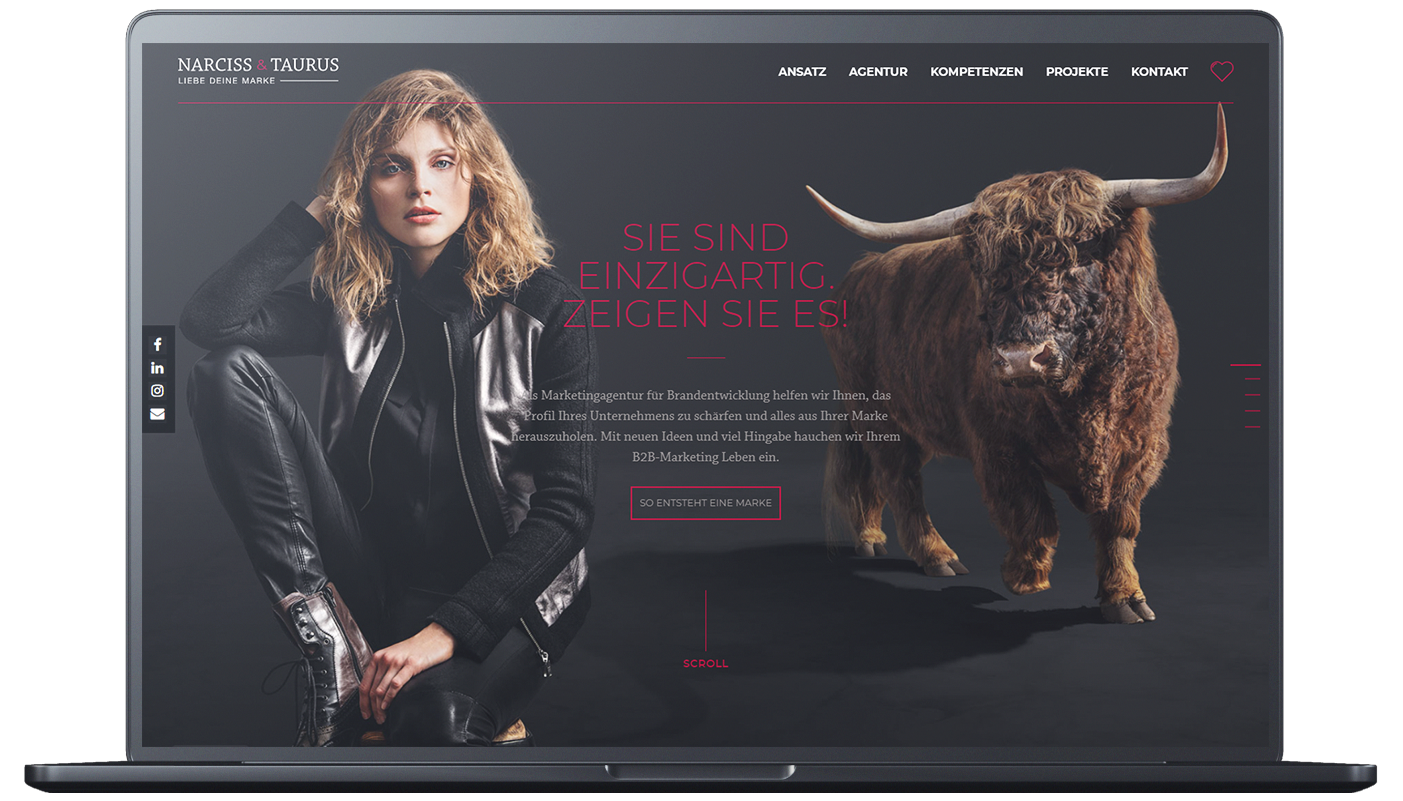 NARCISS & TAURUS
LIEBE DEINE MARKE
ANSATZ AGENTUR KOMPETENZEN PROJEKTE KONTAKT
SIE SIND
EINZIGARTIG.
ZEIGEN SIE ES!
Als Marketingagentur für Brandentwicklung helfen wir Ihnen, das
Profil Ihres Unternehmens zu schärfen und alles aus Ihrer Marke
herauszuholen. Mit neuen Ideen und viel Hingabe hauchen wir Ihrem
B2B-Marketing Leben ein.
SO ENTSTEHT EINE MARKE
SCROLL